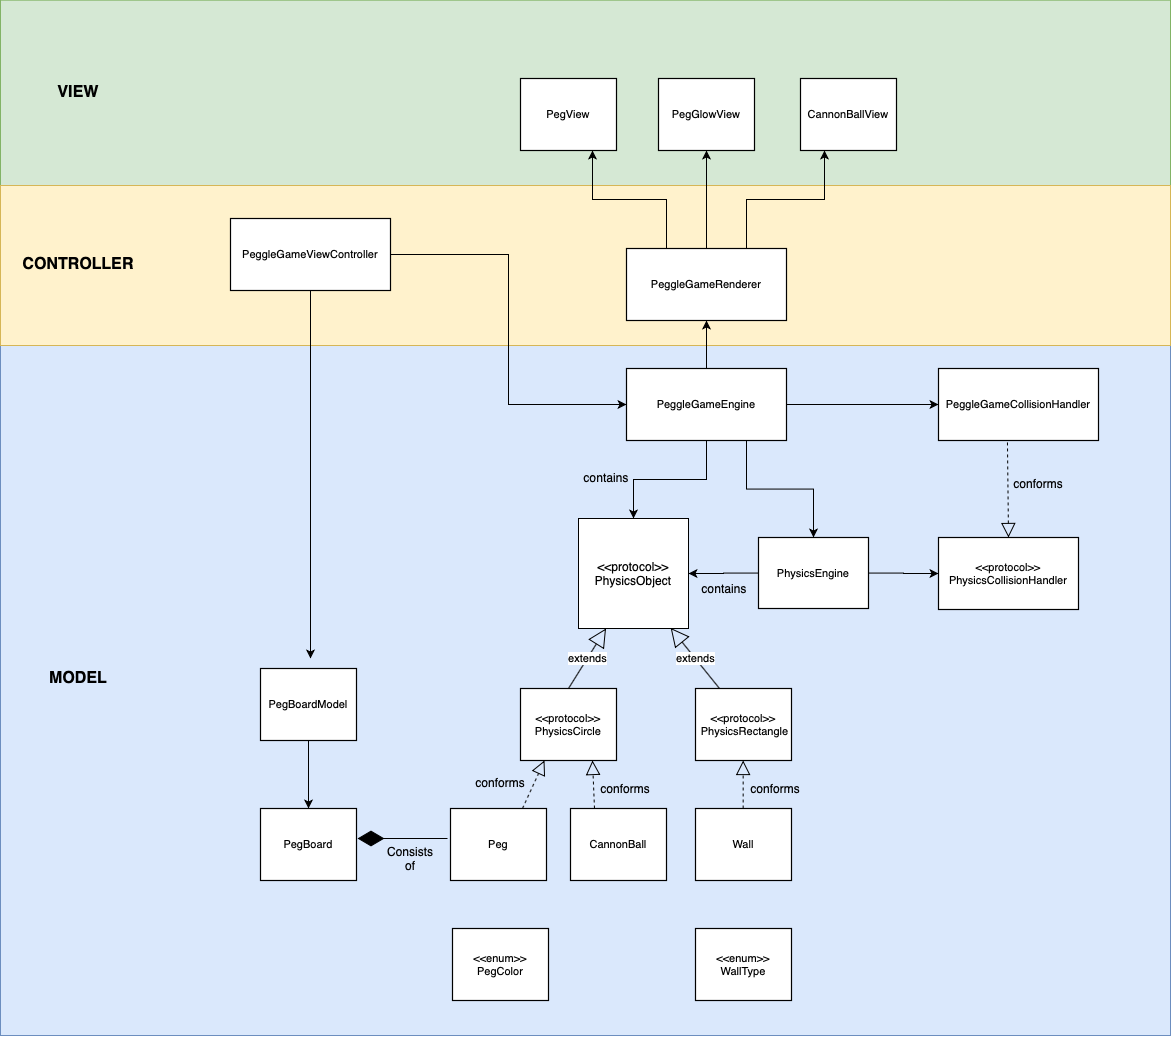 VIEW
PegView
PegGlowView
CannonBallView
CONTROLLER
PeggleGameViewController
PeggleGameRenderer
PeggleGameEngine
PeggleGameCollisionHandler
contains
conforms
<<protocol>>
PhysicsObject
contains
PhysicsEngine
<<protocol>>
PhysicsCollisionHandler
extends
extends
MODEL
PegBoardModel
<<protocol>>
PhysicsCircle
<<protocol>>
PhysicsRectangle
conforms
conforms
conforms
PegBoard
Consists
of
Peg
CannonBall
Wall
<<enum>>
PegColor
<<enum>>
WallType